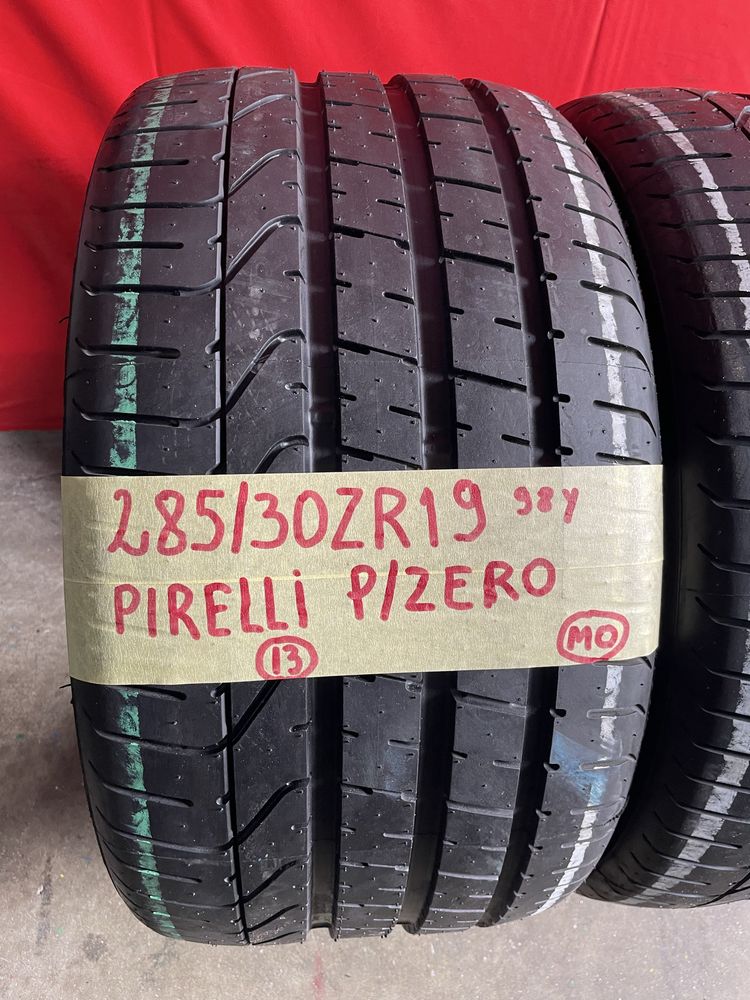 285/30ZR19 98Y
PIRELLi P/ZERO
13 MO